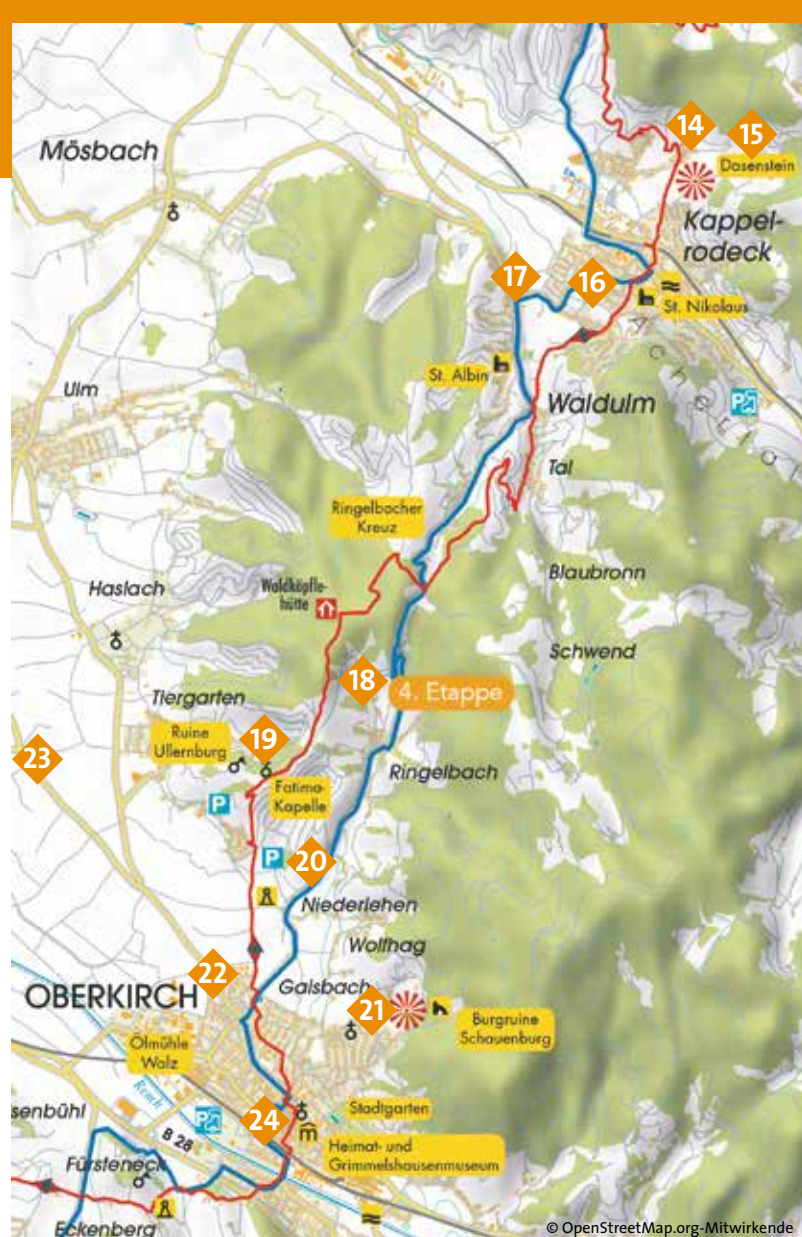 Mösbach
14
15
Dasenstein
Kappel-
rodeck
17
16
St. Nikolaus
St. Albin
Achertal
Ulm
Waldulm
Tal
Ringelbacher
Kreuz
Haslach
Waldköpfle-
hütte
Blaubronn
Schwend
18
4. Etappe
Tiergarten
19
Ruine
Ullernburg
23
Ringelbach
Fatima-
Kapelle
P
P
20
Niederlehen
Wolfhag
22
Gaisbach
OBERKIRCH
21
Burgruine
Schauenburg
Ölmühle
Walz
Rench
senbühl
P
24
Stadtgarten
B 28
Heimat- und
Grimmelshausenmuseum
Fürsteneck
Eckenberg
© OpenStreetMap.org-Mitwirkende